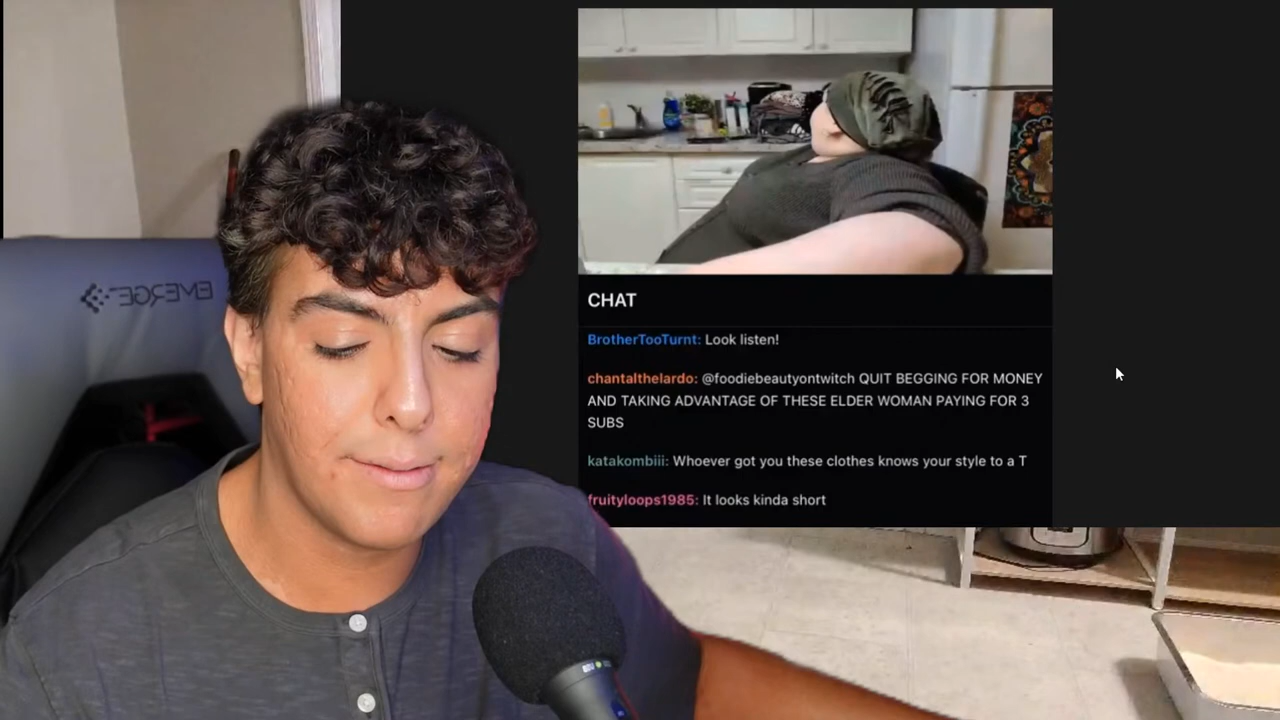 EMERGE
CHAT
BrotherTooTurnt: Look listen!
chantalthelardo: @foodiebeautyontwitch QUIT BEGGING FOR MONEY
AND TAKING ADVANTAGE OF THESE ELDER WOMAN PAYING FOR 3
SUBS
katakombiii: Whoever got you these clothes knows your style to a T
fruityloops1985: It looks kinda short